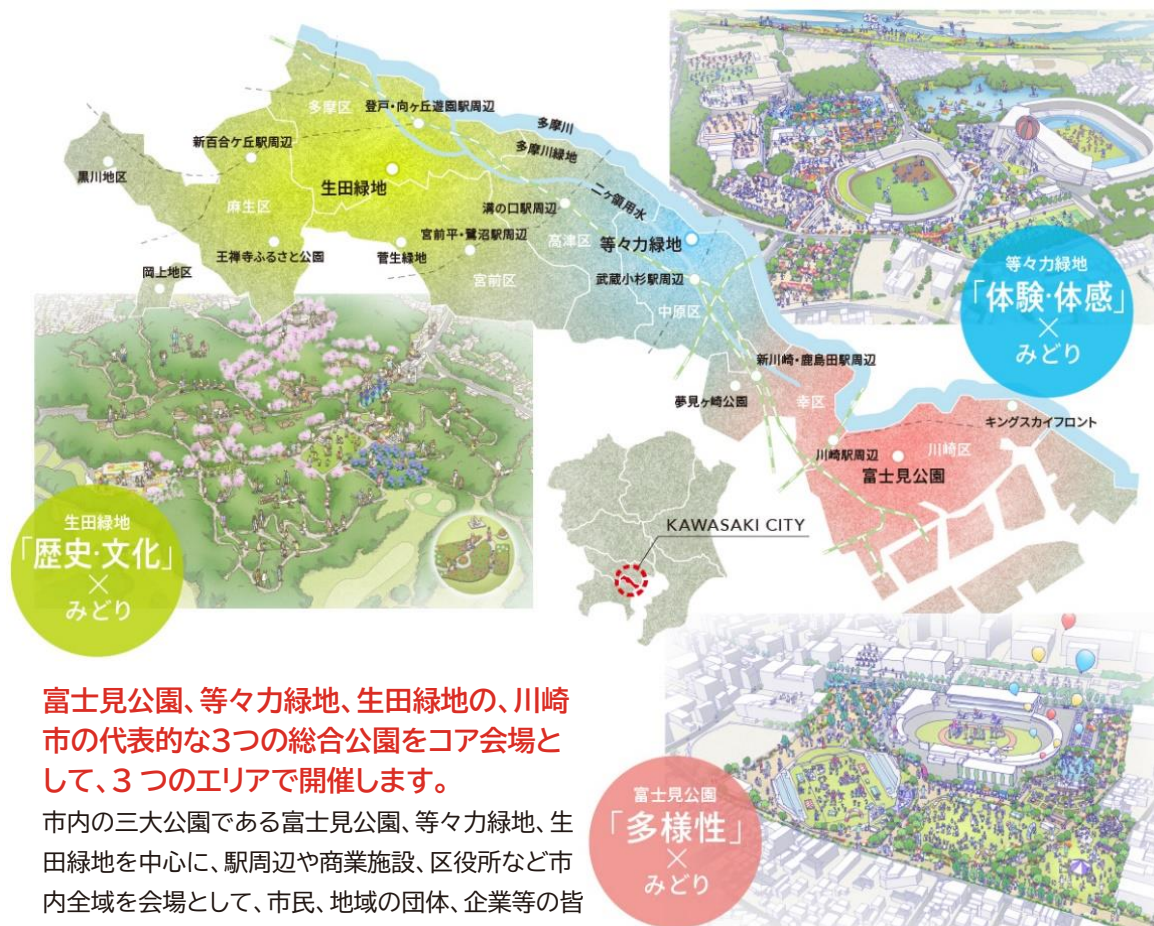 多摩区
登戸・向ヶ丘遊園駅周辺
多摩川
新百合ケ丘駅周辺
多摩川緑地
黒川地区
生田緑地
二ヶ領用水
麻生区
溝の口駅周辺
宮前平・鷺沼駅周辺
高津区
等々力緑地
王禅寺ふるさと公園
菅生緑地
岡上地区
宮前区
武蔵小杉駅周辺
中原区
等々力緑地
「体験・体感」
×
みどり
新川崎・鹿島田駅周辺
夢見ヶ崎公園
幸区
キングスカイフロント
川崎駅周辺
川崎区
富士見公園
KAWASAKI CITY
生田緑地
「歴史・文化」
×
みどり
富士見公園、等々力緑地、生田緑地の、川崎
市の代表的な3つの総合公園をコア会場と
して、3 つのエリアで開催します。
市内の三大公園である富士見公園、等々力緑地、生
田緑地を中心に、駅周辺や商業施設、区役所など市
内全域を会場として、市民、地域の団体、企業等の皆
富士見公園
「多様性」
×
みどり